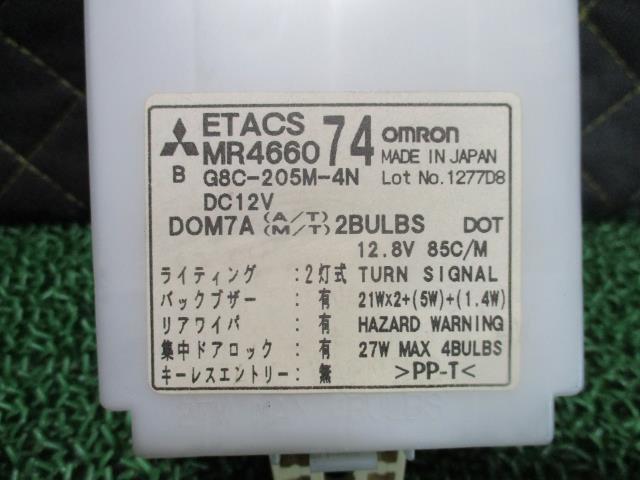 ETACS
MR466074 omron
B G8C-205M-4N MADE IN JAPAN
DC12V Lot No.1277D8
DOM7A (A/T) (M/T) 2BULBS DOT
12.8V 85C/M
ライティング :2灯式 TURN SIGNAL
バックブザー :有 21W×2+(5W)+(1.4W)
リアワイパ :有 HAZARD WARNING
集中ドアロック :有 27W MAX 4BULBS
キーレスエントリー:無 >PP-T<